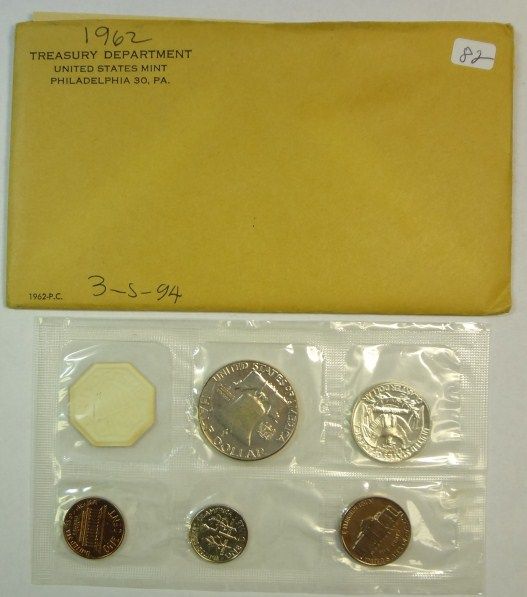 1962
TREASURY DEPARTMENT
UNITED STATES MINT
PHILADELPHIA 30, PA.
82
1962-P.C.
3-5-94
UNITED STATES OF AMERICA
HALF DOLLAR